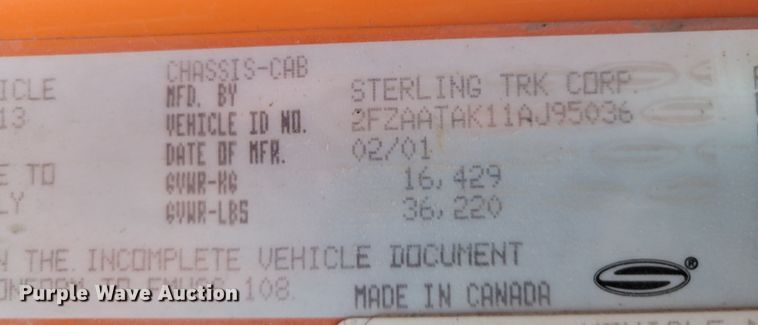 CHASSIS-CAB
ICLE MFD. BY STERLING TRK CORP.
13 VEHICLE ID NO. 2FZAATAK11AJ95036
DATE OF MFR. 02/01
E TO GVWR-KG 16,429
LY GVWR-LBS 36,220
N THE INCOMPLETE VEHICLE DOCUMENT
108 MADE IN CANADA
®
Purple Wave Auction